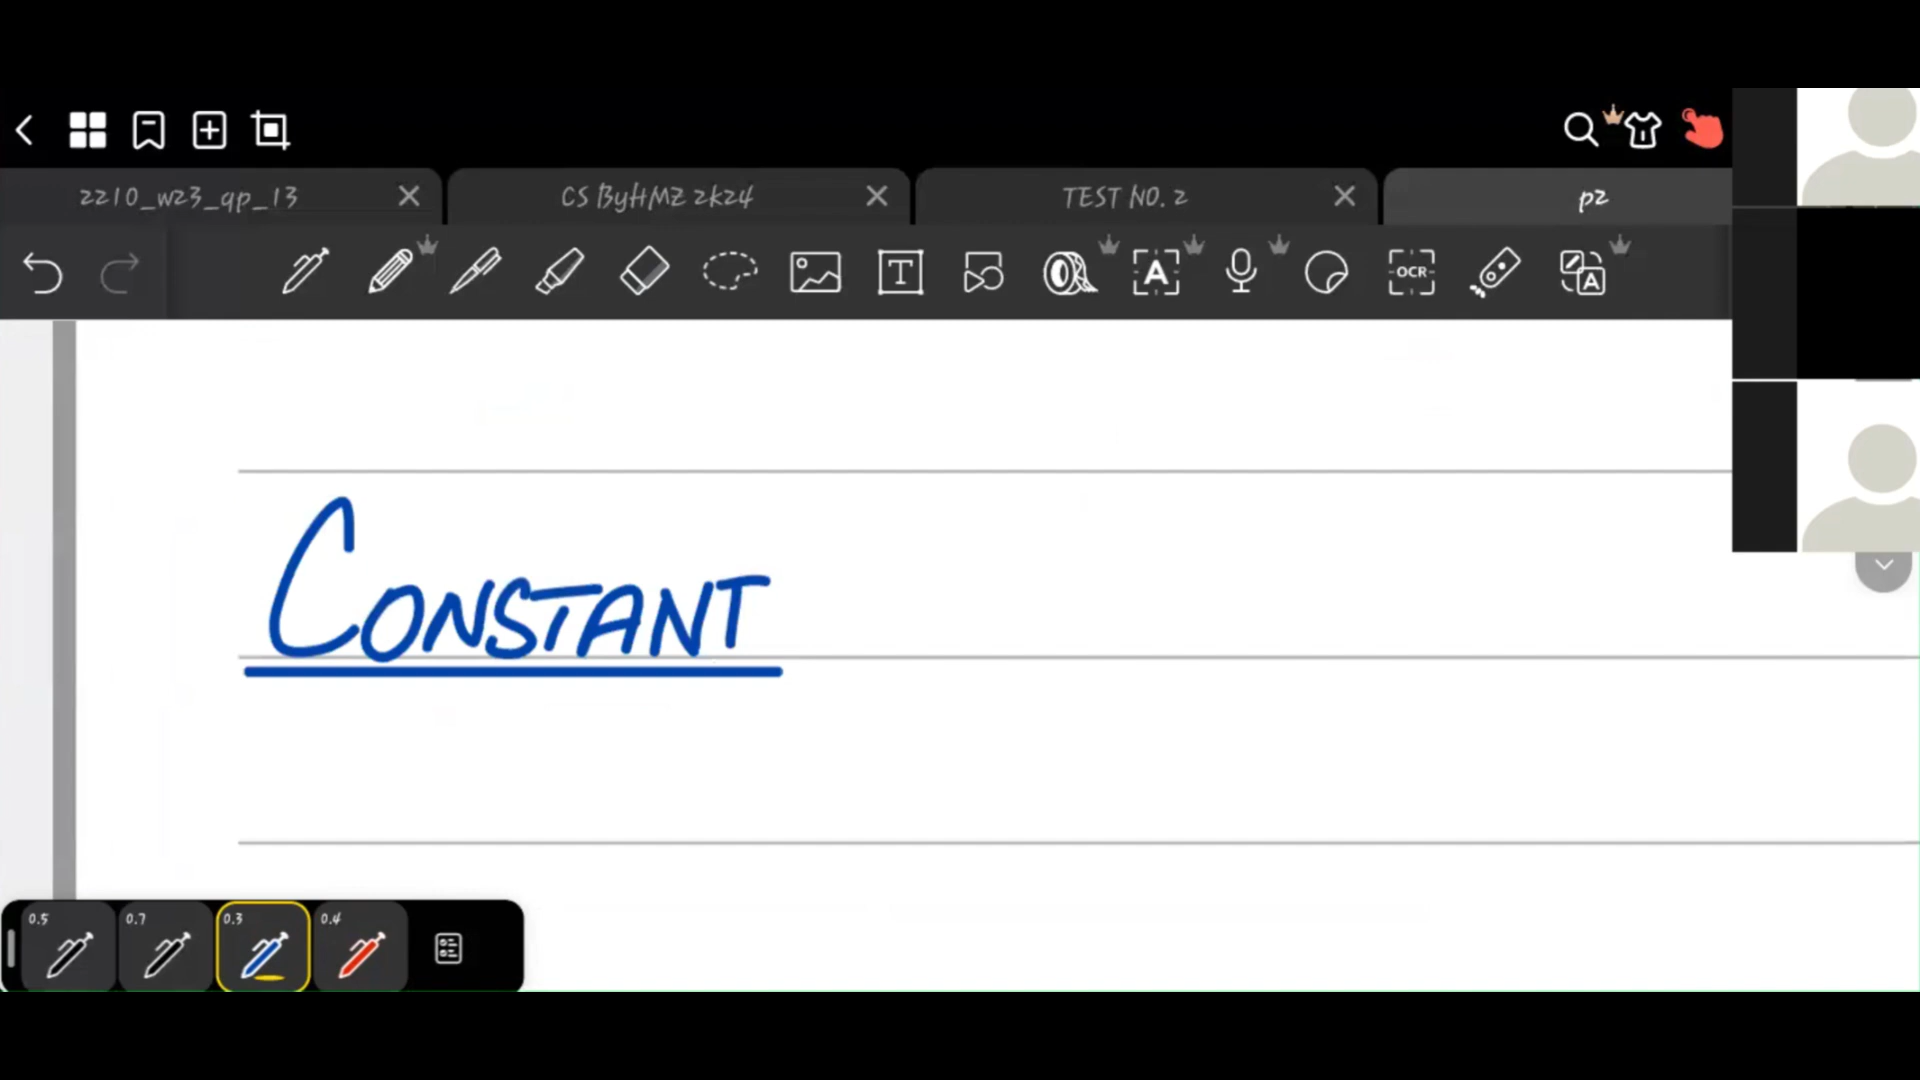 2210_w23_qp_13
CS ByHMZ 2k24
TEST NO. 2
p2
T
A
OCR
A
CONSTANT
0.5
0.7
0.3
0.4